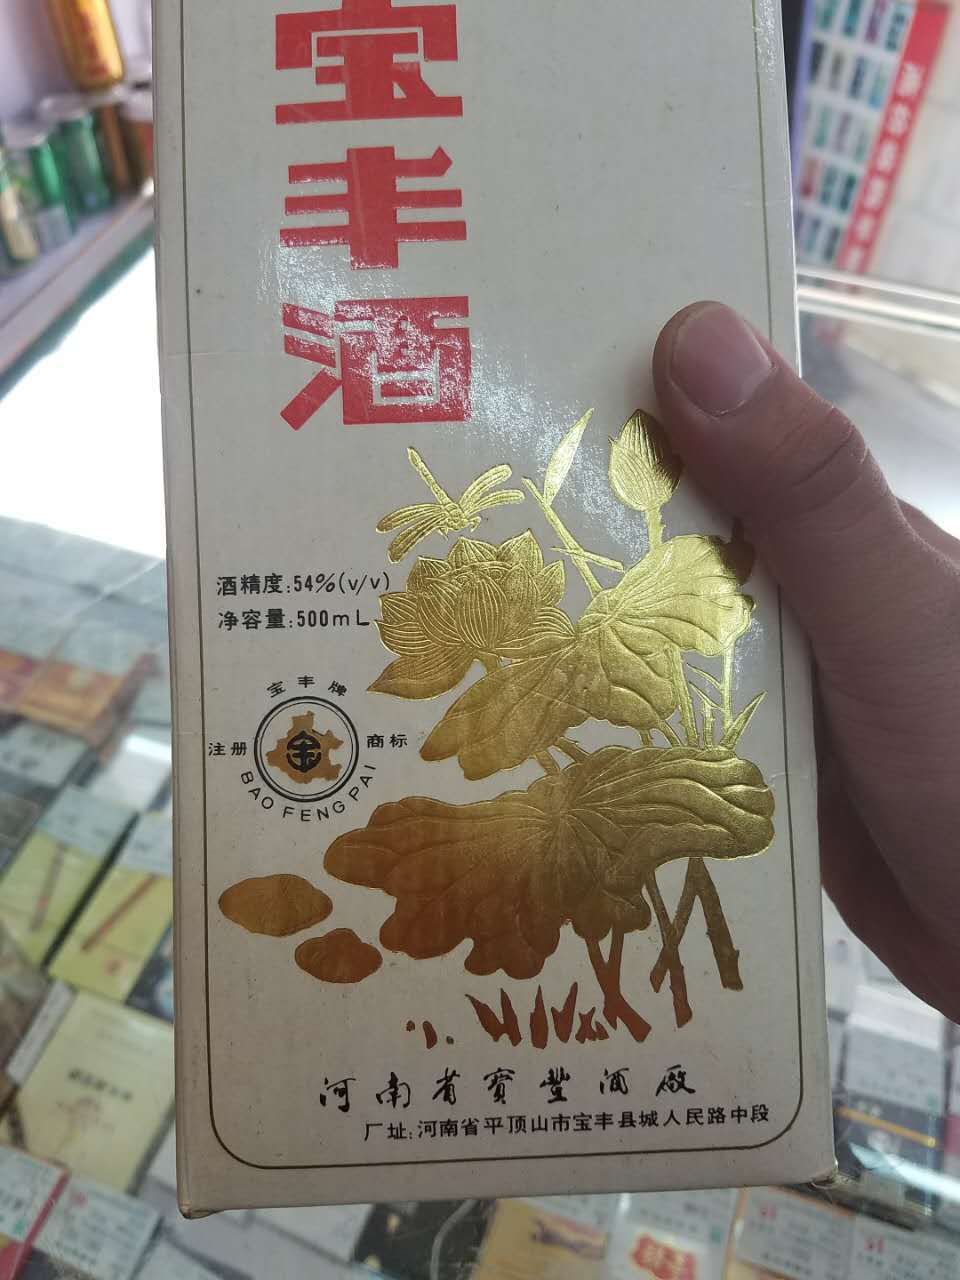 宝丰酒
酒精度:54%(v/v)
净容量:500mL
宝丰牌
注册 商标
BAO FENG PAI
河南省寳豐酒廠
厂址:河南省平顶山市宝丰县城人民路中段